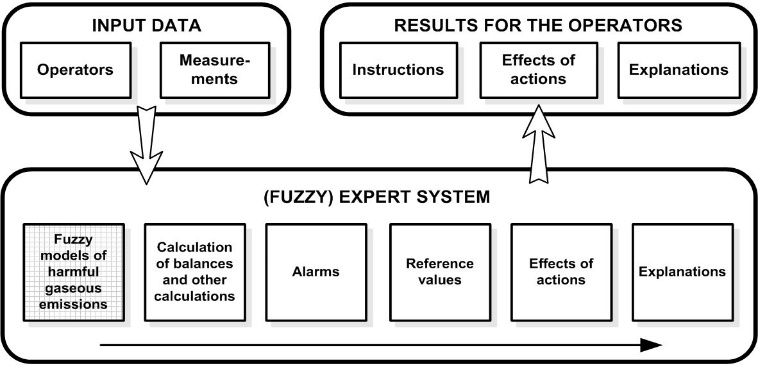 INPUT DATA
Operators
Measure-
ments
RESULTS FOR THE OPERATORS
Instructions
Effects of
actions
Explanations
(FUZZY) EXPERT SYSTEM
Fuzzy
models of
harmful
gaseous
emissions
Calculation
of balances
and other
calculations
Alarms
Reference
values
Effects of
actions
Explanations